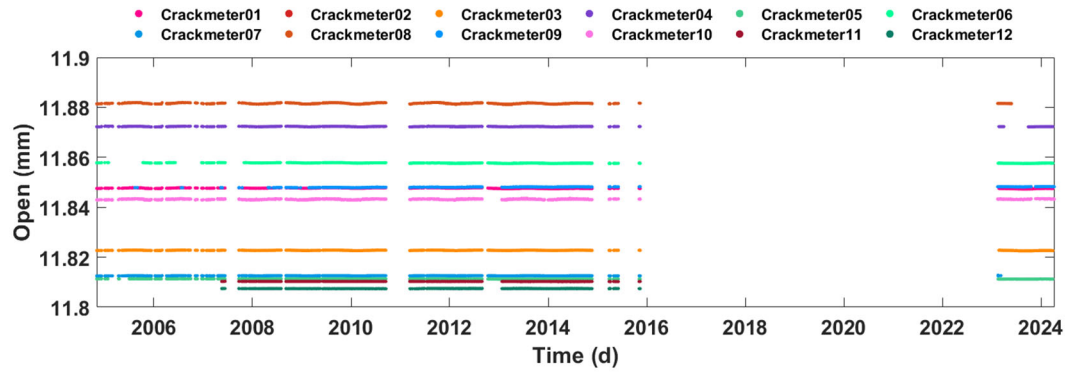 Crackmeter01 Crackmeter02 Crackmeter03 Crackmeter04 Crackmeter05 Crackmeter06
Crackmeter07 Crackmeter08 Crackmeter09 Crackmeter10 Crackmeter11 Crackmeter12
11.9
11.88
11.86
11.84
11.82
11.8
Open (mm)
2006 2008 2010 2012 2014 2016 2018 2020 2022 2024
Time (d)